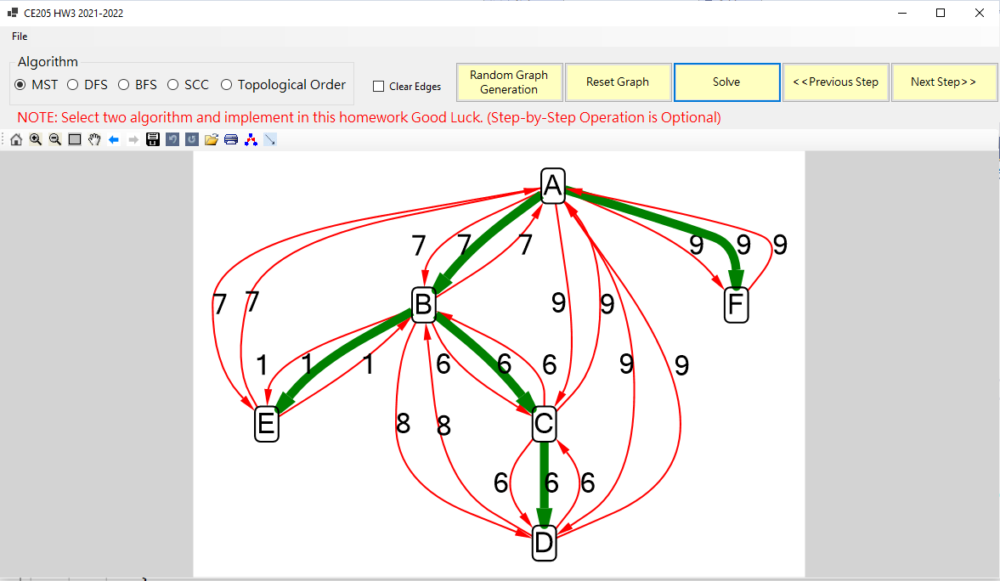 CE205 HW3 2021-2022
File
Algorithm
MST DFS BFS SCC Topological Order
Clear Edges
Random Graph
Generation
Reset Graph
Solve
<<Previous Step
Next Step>>
NOTE: Select two algorithm and implement in this homework Good Luck. (Step-by-Step Operation is Optional)
A
7 7 7 9 9 9
7 7 B 9 9 F
1 1 1 6 6 6 9 9
E 8 8 C
6 6 6
D